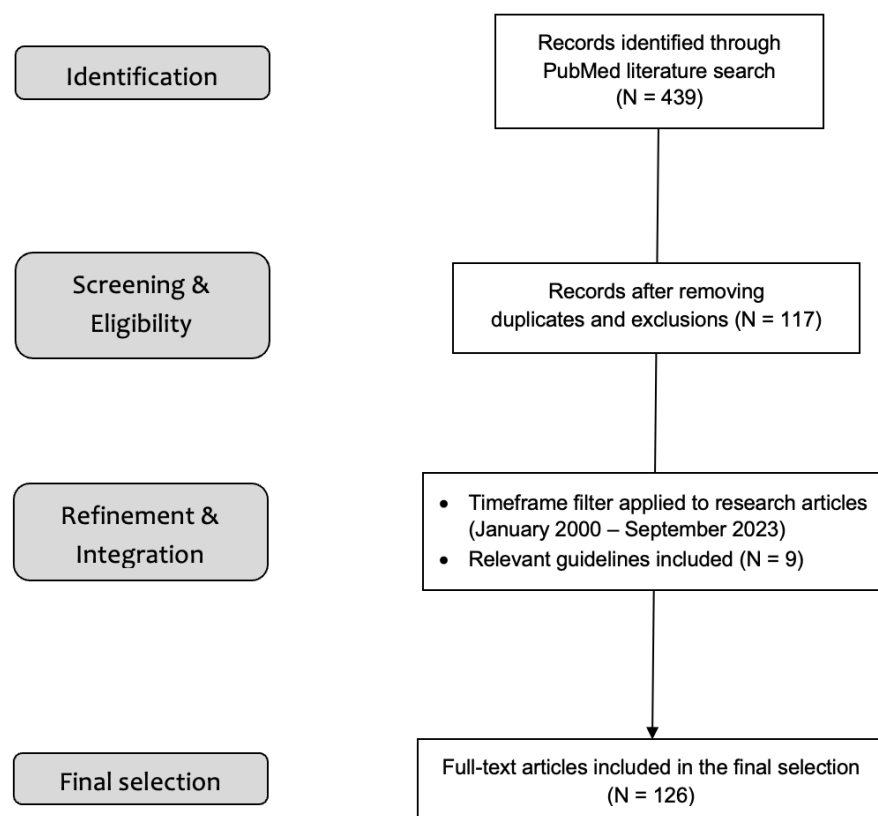 Identification
Records identified through
PubMed literature search
(N = 439)
Screening &
Eligibility
Records after removing
duplicates and exclusions (N = 117)
Refinement &
Integration
• Timeframe filter applied to research articles
(January 2000 – September 2023)
• Relevant guidelines included (N = 9)
Final selection
Full-text articles included in the final selection
(N = 126)